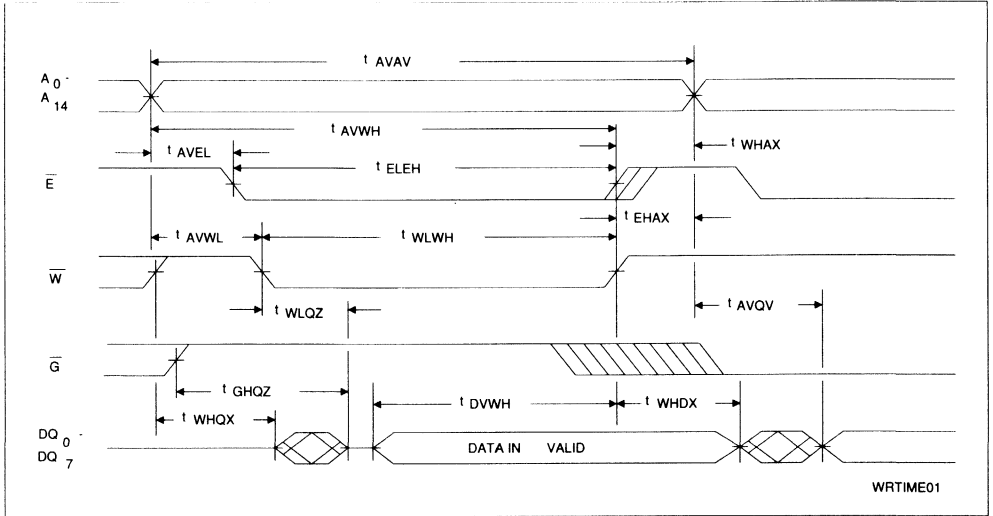 t AVAV
A 0 -
A 14
t AVWH
t WHAX
t AVEL
t ELEH
E
t EHAX
t AVWL
t WLWH
W
t WLQZ
t AVQV
G
t GHQZ
t DVWH
t WHDX
t WHQX
DQ 0 -
DQ 7
DATA IN VALID
WRTIME01